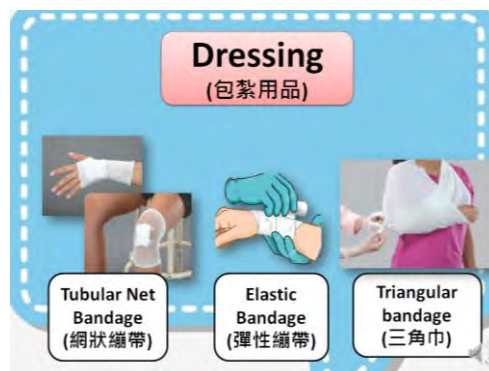 Dressing
(包紮用品)
Tubular Net
Bandage
(網狀繃帶)
Elastic
Bandage
(彈性繃帶)
Triangular
bandage
(三角巾)